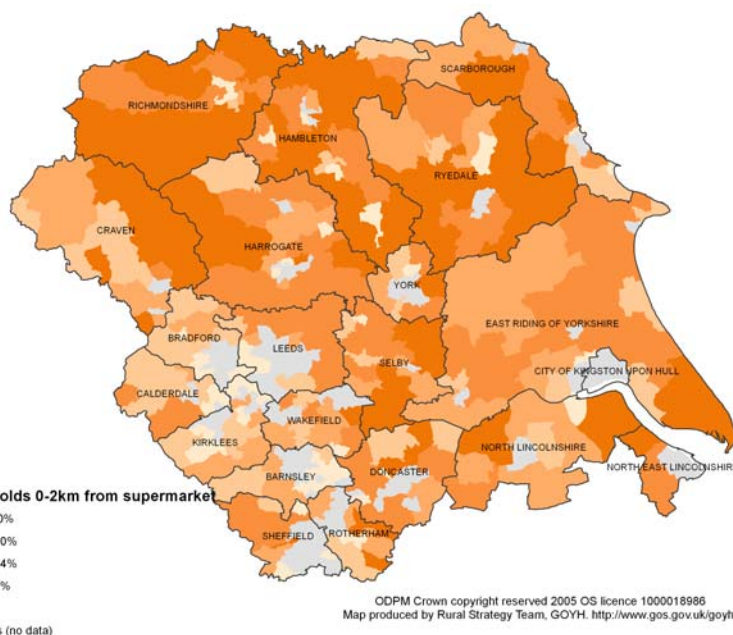 SCARBOROUGH
RICHMONDSHIRE
HAMBLETON
RYEDALE
CRAVEN
HARROGATE
YORK
EAST RIDING OF YORKSHIRE
BRADFORD
LEEDS
SELBY
CITY OF KINGSTON UPON HULL
CALDERDALE
WAKEFIELD
KIRKLEES
NORTH LINCOLNSHIRE
BARNSLEY
DONCASTER
NORTH EAST LINCOLNSHIRE
olds 0-2km from supermarket
0%
SHEFFIELD
ROTHERHAM
0%
4%
%
ODPM Crown copyright reserved 2005 OS licence 1000018986
Map produced by Rural Strategy Team, GOYH. http://www.gos.gov.uk/goyh
s (no data)